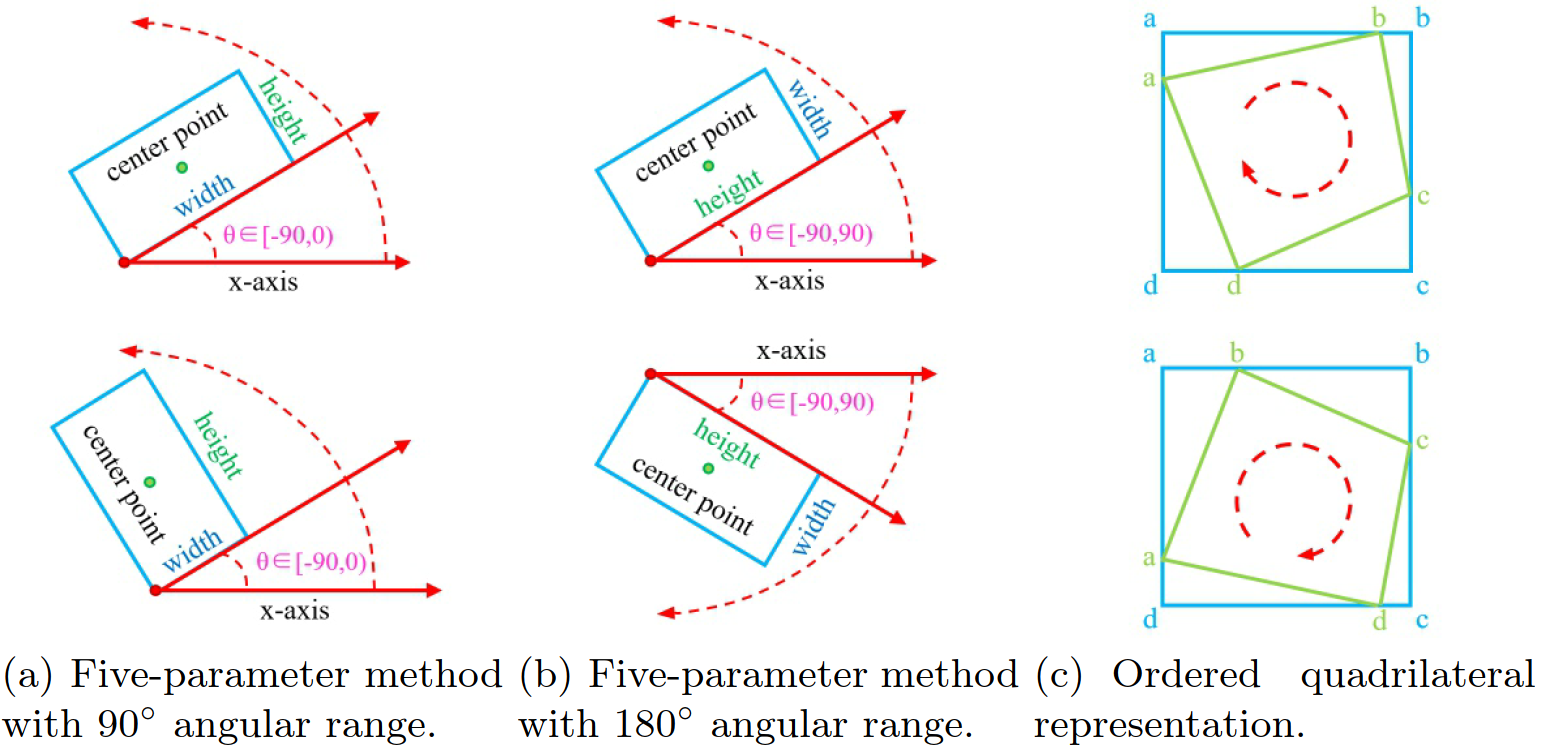 center point
height
width
θ∈[-90,0)
x-axis
center point
height
width
θ∈[-90,0)
x-axis
center point
width
height
θ∈[-90,90)
x-axis
x-axis
θ∈[-90,90)
height
center point
width
a b b
a
c
d d c
a b b
c
a
d d c
(a) Five-parameter method with 90° angular range.
(b) Five-parameter method with 180° angular range.
(c) Ordered quadrilateral representation.